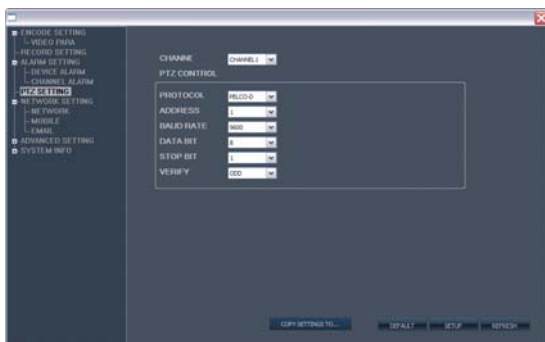 ENCODE SETTING
VIDEO PARA
RECORD SETTING
ALARM SETTING
DEVICE ALARM
CHANNEL ALARM
PTZ SETTING
NETWORK SETTING
NETWORK
MOBILE
EMAIL
ADVANCED SETTING
SYSTEM INFO
CHANNE CHANNEL1
PTZ CONTROL
PROTOCOL PELCO-D
ADDRESS 1
BAUD RATE 9600
DATA BIT 8
STOP BIT 1
VERIFY ODD
COPY SETTINGS TO... DEFAULT SETUP REFRESH